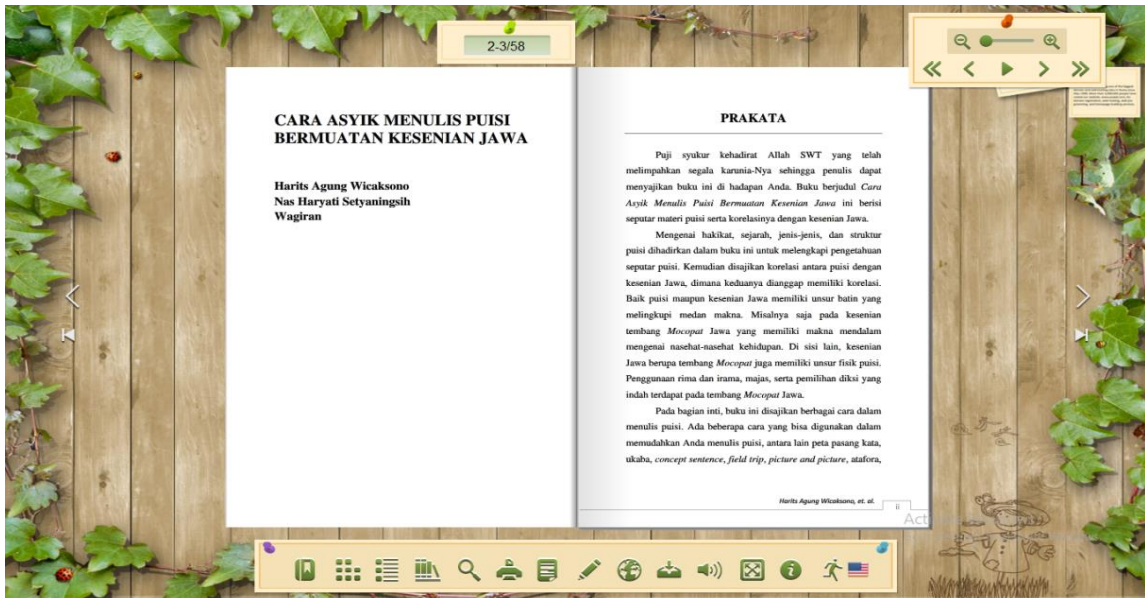 2-3/58
CARA ASYIK MENULIS PUISI
BERMUATAN KESENIAN JAWA
Harits Agung Wicaksono
Nas Haryati Setyaningsih
Wagiran
PRAKATA
Puji syukur kehadirat Allah SWT yang telah
melimpahkan segala karunia-Nya sehingga penulis dapat
menyajikan buku ini di hadapan Anda. Buku berjudul Cara
Asyik Menulis Puisi Bermuatan Kesenian Jawa ini berisi
seputar materi puisi serta korelasinya dengan kesenian Jawa.
Mengenai hakikat, sejarah, jenis-jenis, dan struktur
puisi dihadirkan dalam buku ini untuk melengkapi pengetahuan
seputar puisi. Kemudian disajikan korelasi antara puisi dengan
kesenian Jawa, dimana keduanya dianggap memiliki korelasi.
Baik puisi maupun kesenian Jawa memiliki unsur batin yang
melingkupi medan makna. Misalnya saja pada kesenian
tembang Mocopat Jawa yang memiliki makna mendalam
mengenai nasehat-nasehat kehidupan. Di sisi lain, kesenian
Jawa berupa tembang Mocopat juga memiliki unsur fisik puisi.
Penggunaan rima dan irama, majas, serta pemilihan diksi yang
indah terdapat pada tembang Mocopat Jawa.
Pada bagian inti, buku ini disajikan berbagai cara dalam
menulis puisi. Ada beberapa cara yang bisa digunakan dalam
memudahkan Anda menulis puisi, antara lain peta pasang kata,
ukaba, concept sentence, field trip, picture and picture, atafora,
Harits Agung Wicaksono, et. al.
ii